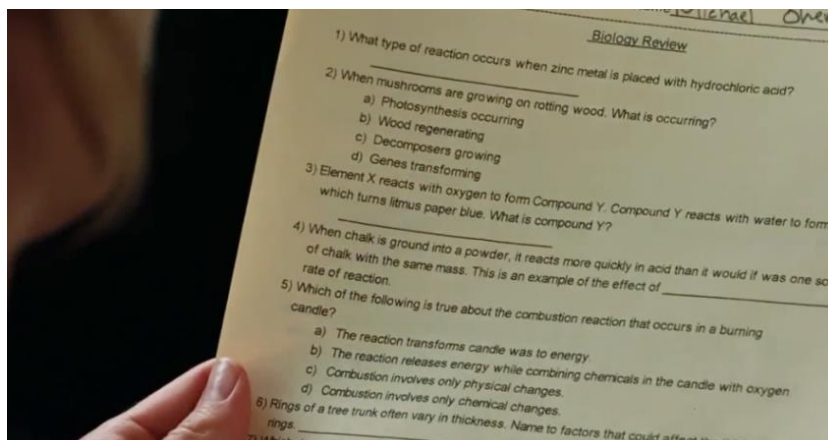 Michael
Biology Review
1) What type of reaction occurs when zinc metal is placed with hydrochloric acid?
2) When mushrooms are growing on rotting wood. What is occurring?
a) Photosynthesis occurring
b) Wood regenerating
c) Decomposers growing
d) Genes transforming
3) Element X reacts with oxygen to form Compound Y. Compound Y reacts with water to form
which turns litmus paper blue. What is compound Y?
4) When chalk is ground into a powder, it reacts more quickly in acid than it would if was one
of chalk with the same mass. This is an example of the effect of
rate of reaction.
5) Which of the following is true about the combustion reaction that occurs in a burning
candle?
a) The reaction transforms candle was to energy.
b) The reaction releases energy while combining chemicals in the candle with oxygen
c) Combustion involves only physical changes.
d) Combustion involves only chemical changes.
6) Rings of a tree trunk often vary in thickness. Name to factors that could affect
rings.